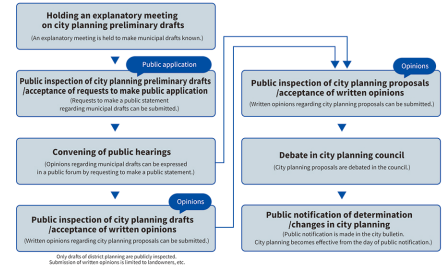 Holding an explanatory meeting
on city planning preliminary drafts
(An explanatory meeting is held to make municipal drafts known.)
Public application
Public inspection of city planning preliminary drafts
/acceptance of requests to make public application
(Requests to make a public statement
regarding municipal drafts can be submitted.)
Convening of public hearings
(Opinions regarding municipal drafts can be expressed
in a public forum by requesting to make a public statement.)
Opinions
Public inspection of city planning drafts
/acceptance of written opinions
(Written opinions regarding city planning proposals can be submitted.)
Only drafts of district planning are publicly inspected.
Submission of written opinions is limited to landowners, etc.
Opinions
Public inspection of city planning proposals
/acceptance of written opinions
(Written opinions regarding city planning proposals can be submitted.)
Debate in city planning council
(City planning proposals are debated in the council.)
Public notification of determination
/changes in city planning
(Public notification is made in the city bulletin.
City planning becomes effective from the day of public notification.)